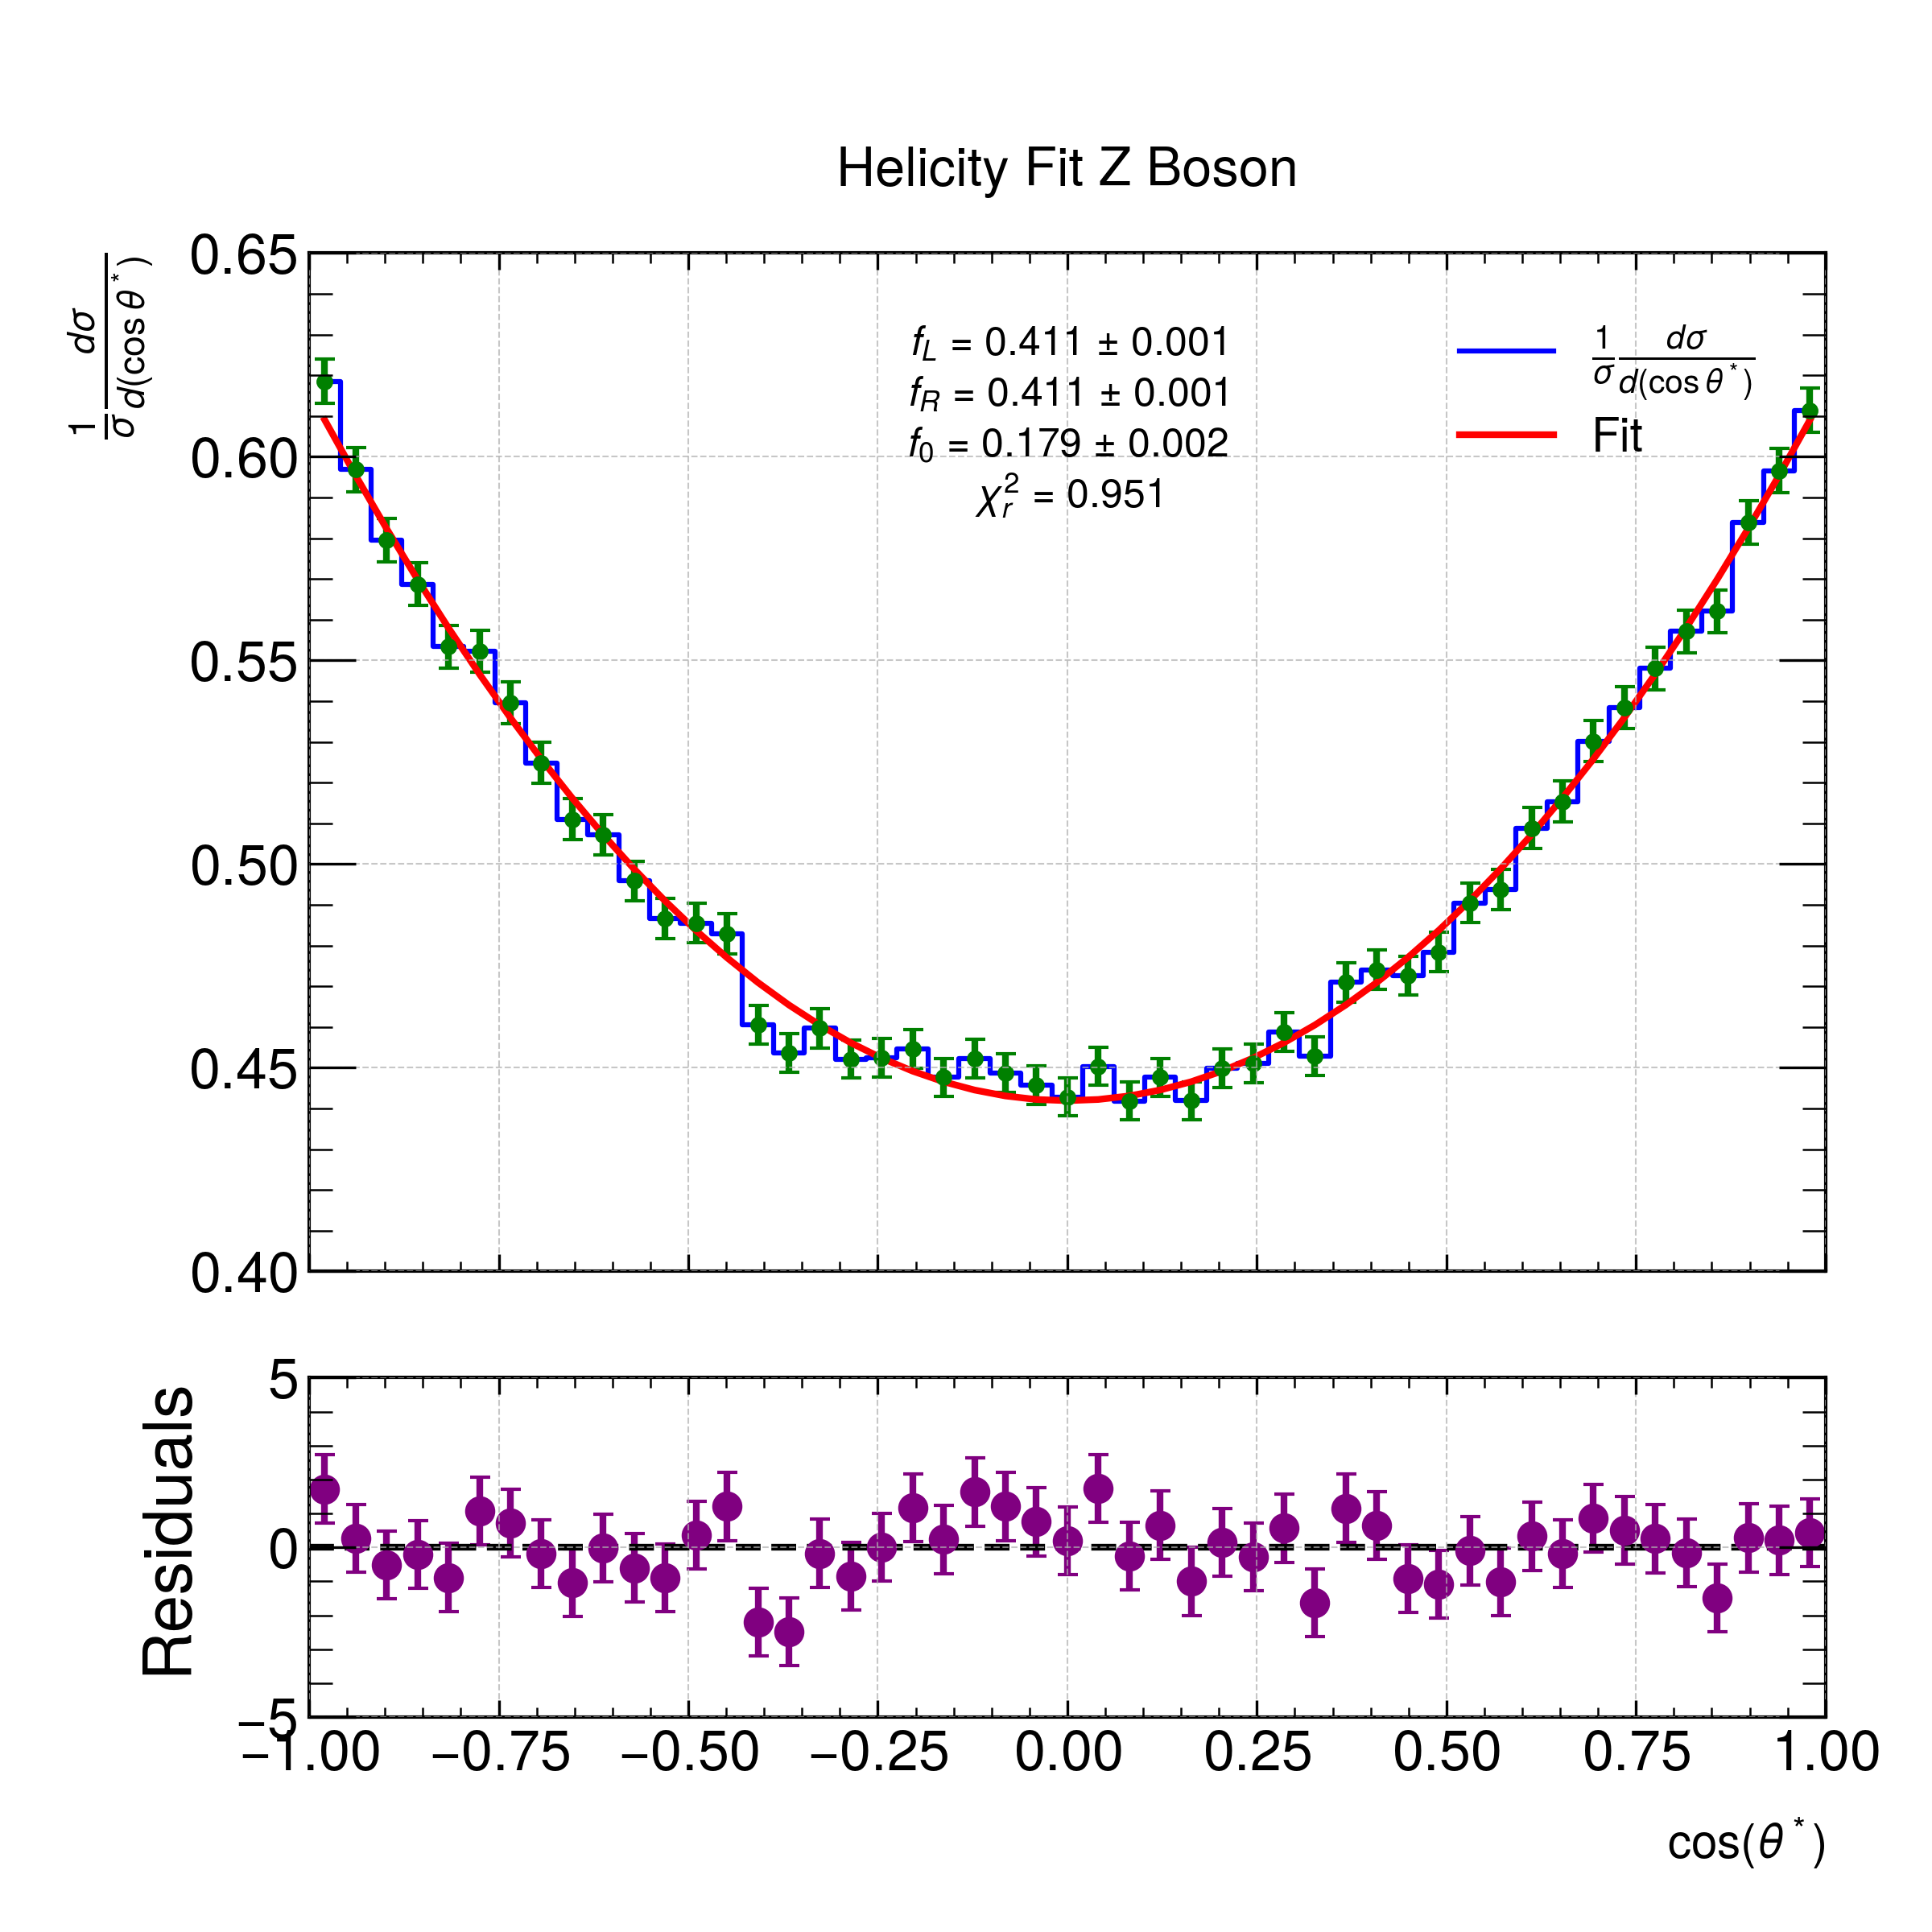 Helicity Fit Z Boson
1/σ dσ/d(cos θ*)
0.65
0.60
0.55
0.50
0.45
0.40
f_L = 0.411 ± 0.001
f_R = 0.411 ± 0.001
f_0 = 0.179 ± 0.002
χ_r^2 = 0.951
1/σ dσ/d(cos θ*)
Fit
Residuals
5
0
−5
−1.00 −0.75 −0.50 −0.25 0.00 0.25 0.50 0.75 1.00
cos(θ*)